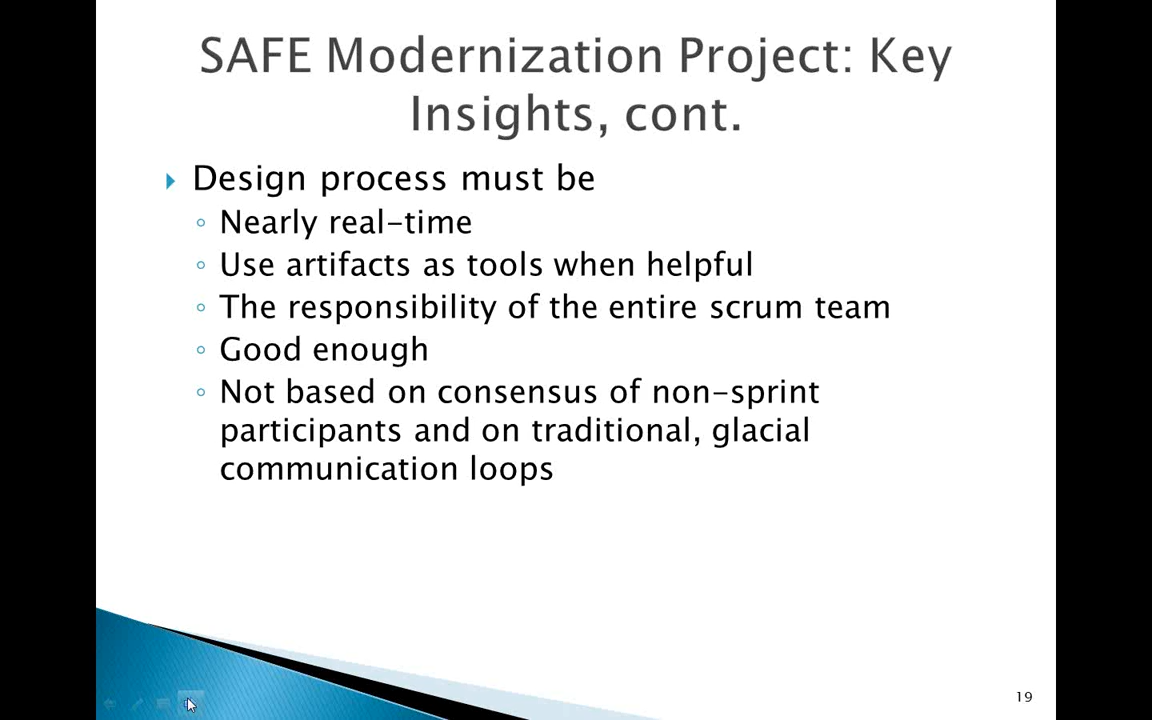 SAFE Modernization Project: Key
Insights, cont.
Design process must be
Nearly real-time
Use artifacts as tools when helpful
The responsibility of the entire scrum team
Good enough
Not based on consensus of non-sprint
participants and on traditional, glacial
communication loops
19